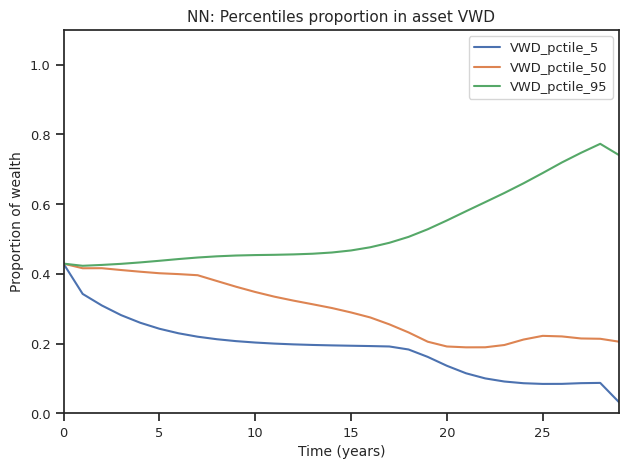 NN: Percentiles proportion in asset VWD
VWD_pctile_5
VWD_pctile_50
VWD_pctile_95
Proportion of wealth
1.0
0.8
0.6
0.4
0.2
0.0
0 5 10 15 20 25
Time (years)